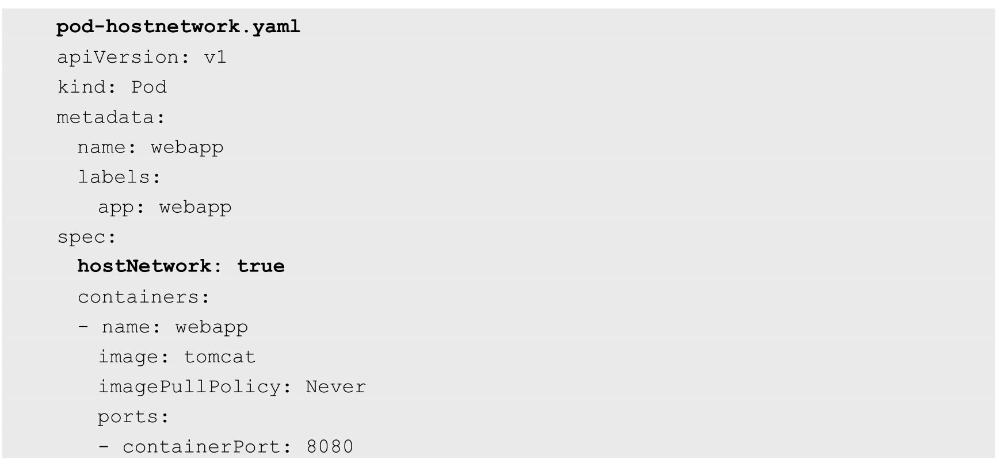 pod-hostnetwork.yaml
apiVersion: v1
kind: Pod
metadata:
  name: webapp
  labels:
    app: webapp
spec:
  hostNetwork: true
  containers:
  - name: webapp
    image: tomcat
    imagePullPolicy: Never
    ports:
    - containerPort: 8080